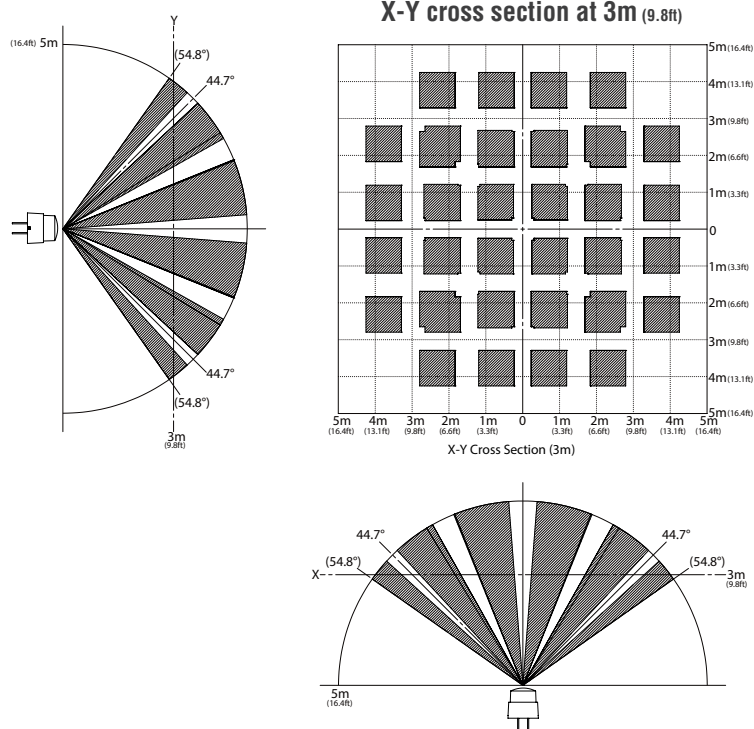 X-Y cross section at 3m (9.8ft)
Y
(16.4ft) 5m
(54.8°)
44.7°
44.7°
(54.8°)
3m
(9.8ft)
5m(16.4ft)
4m(13.1ft)
3m(9.8ft)
2m(6.6ft)
1m(3.3ft)
0
1m(3.3ft)
2m(6.6ft)
3m(9.8ft)
4m(13.1ft)
5m(16.4ft)
5m 4m 3m 2m 1m 0 1m 2m 3m 4m 5m
(16.4ft) (13.1ft) (9.8ft) (6.6ft) (3.3ft) (3.3ft) (6.6ft) (9.8ft) (13.1ft) (16.4ft)
X-Y Cross Section (3m)
44.7° 44.7°
(54.8°) (54.8°)
X 3m
(9.8ft)
5m
(16.4ft)